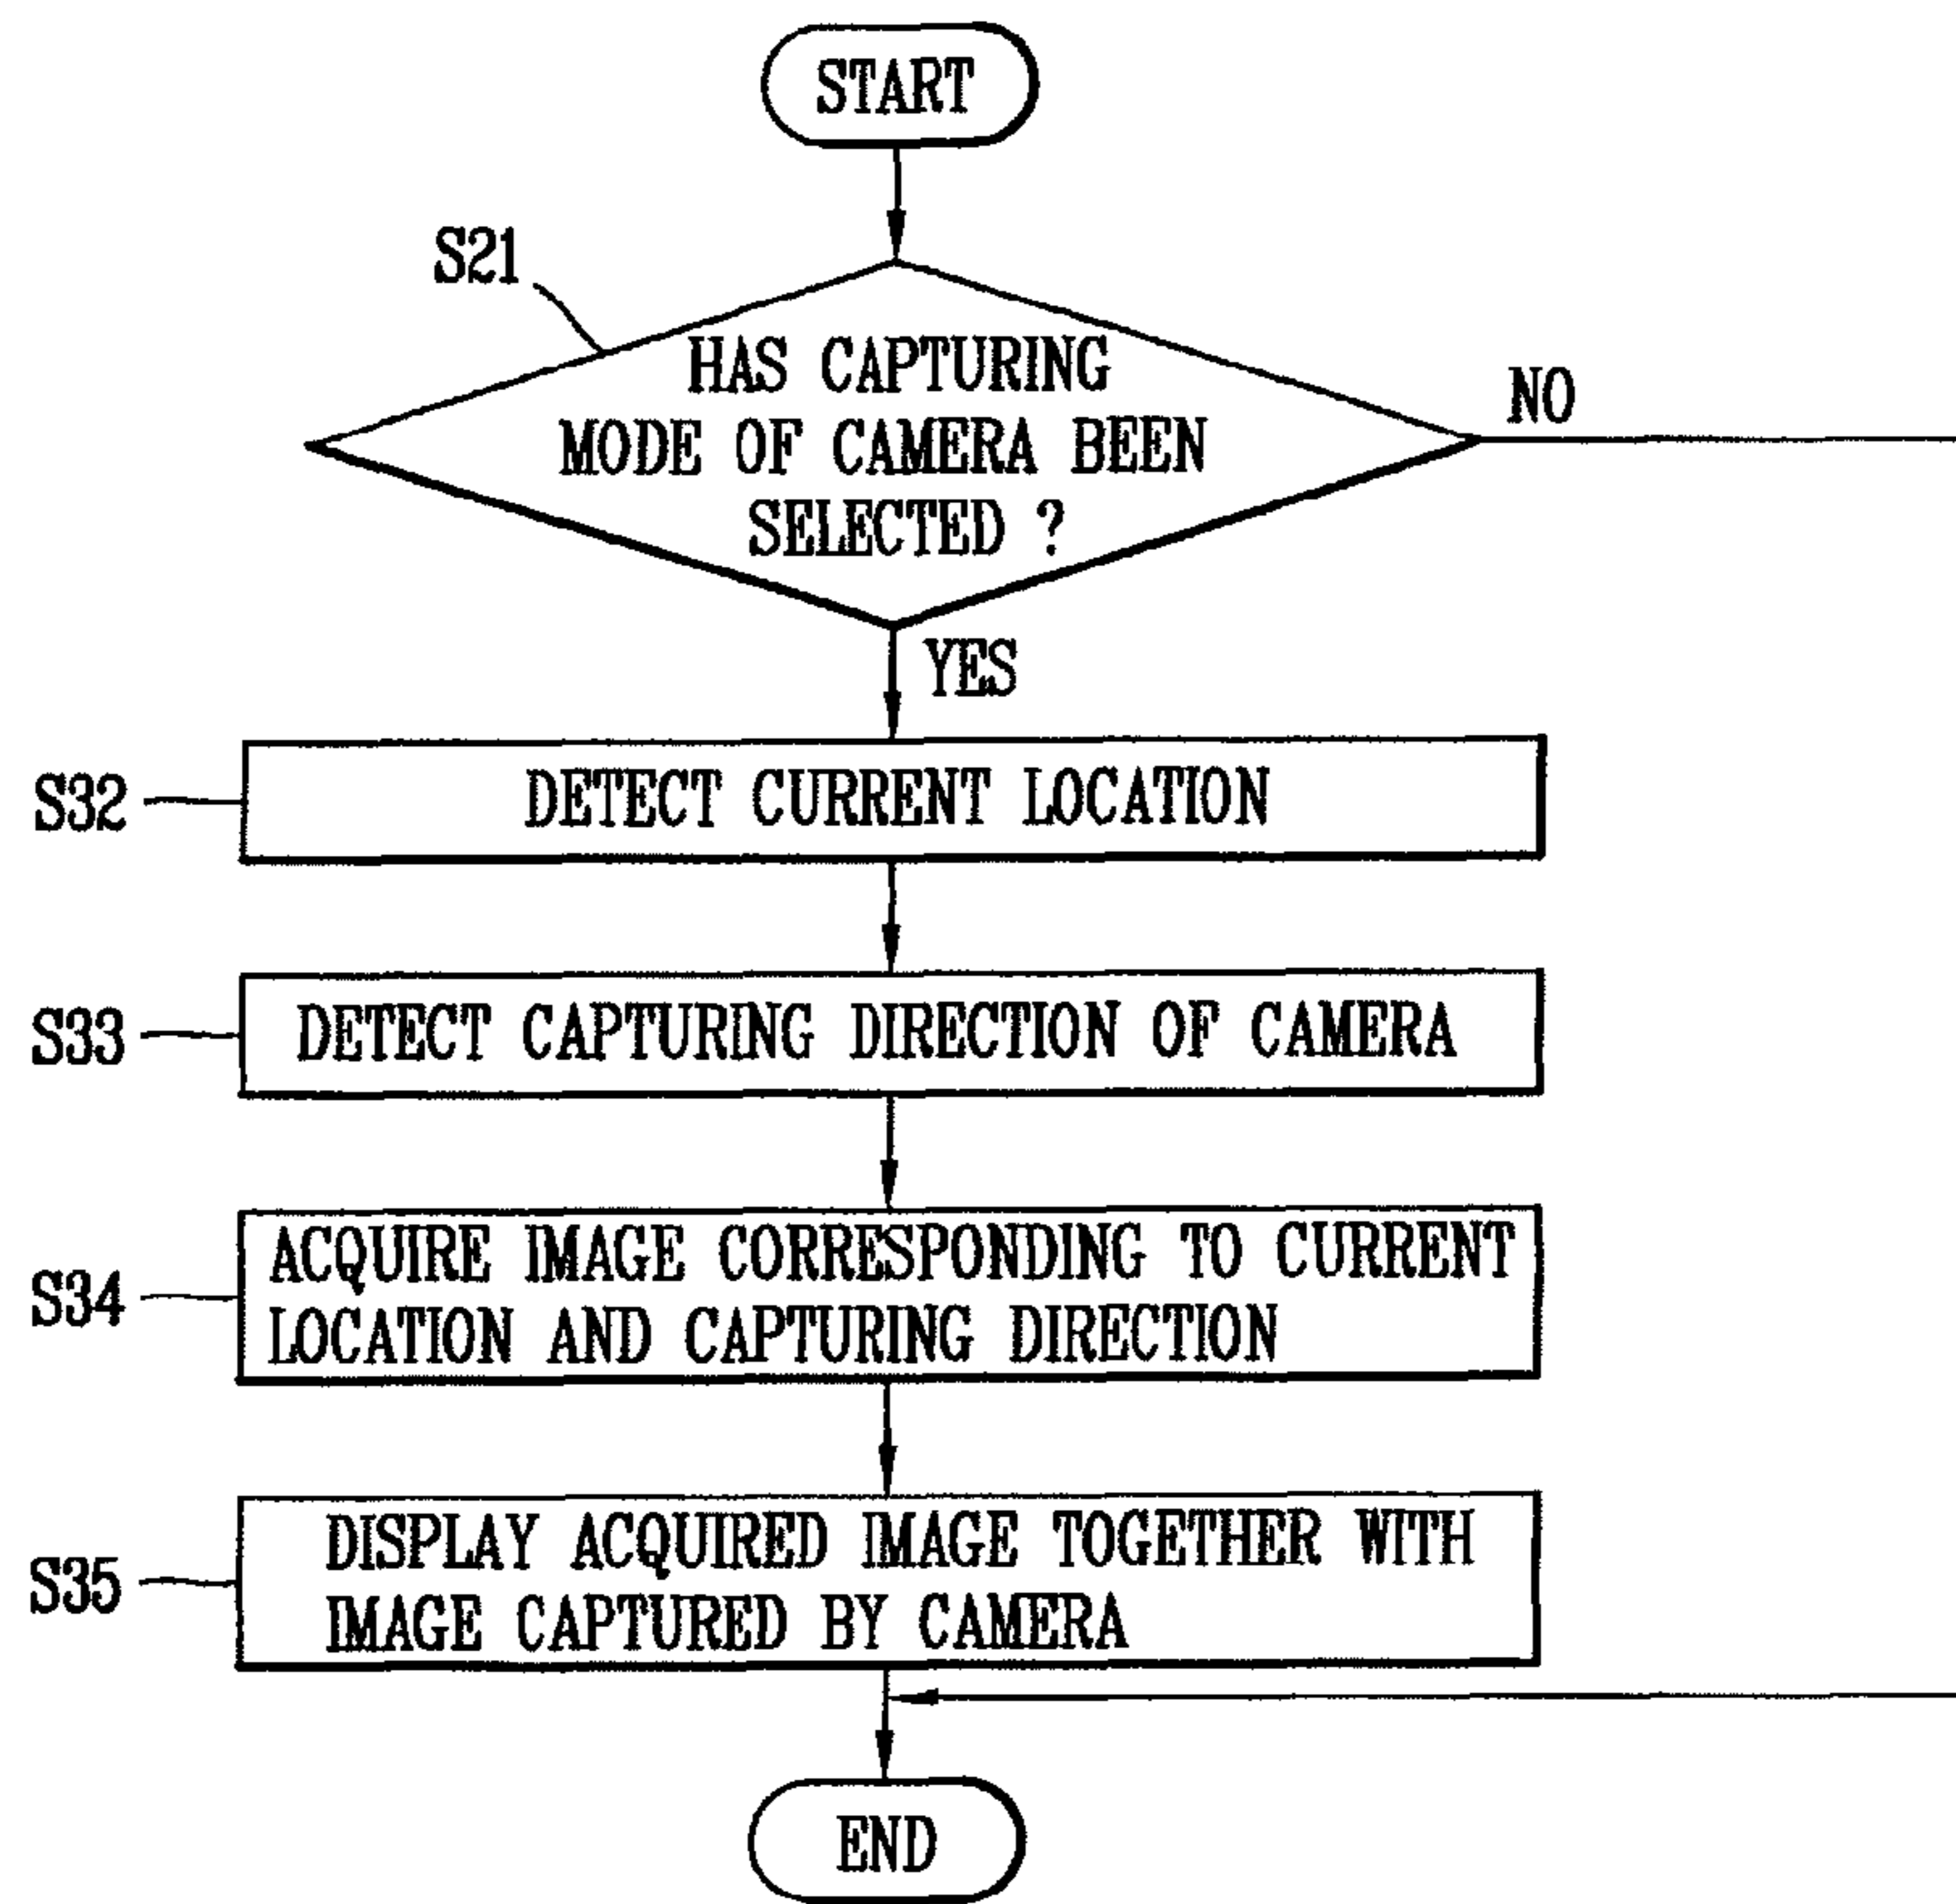 START
S21
HAS CAPTURING
MODE OF CAMERA BEEN
SELECTED ?
NO
YES
S32
DETECT CURRENT LOCATION
S33
DETECT CAPTURING DIRECTION OF CAMERA
S34
ACQUIRE IMAGE CORRESPONDING TO CURRENT
LOCATION AND CAPTURING DIRECTION
S35
DISPLAY ACQUIRED IMAGE TOGETHER WITH
IMAGE CAPTURED BY CAMERA
END